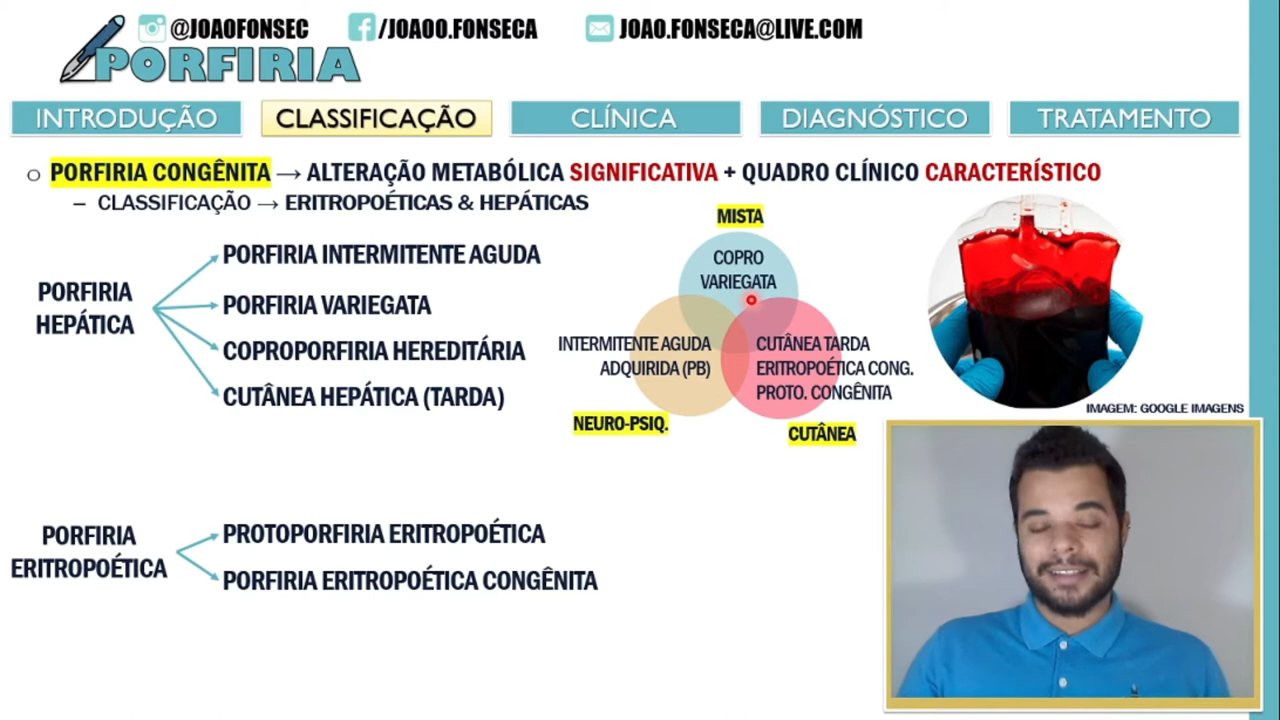 @JOAOFONSEC
/JOAOO.FONSECA
JOAO.FONSECA@LIVE.COM
PORFIRIA
INTRODUÇÃO
CLASSIFICAÇÃO
CLÍNICA
DIAGNÓSTICO
TRATAMENTO
○ PORFIRIA CONGÊNITA → ALTERAÇÃO METABÓLICA SIGNIFICATIVA + QUADRO CLÍNICO CARACTERÍSTICO
– CLASSIFICAÇÃO → ERITROPOÉTICAS & HEPÁTICAS
PORFIRIA
HEPÁTICA
PORFIRIA INTERMITENTE AGUDA
PORFIRIA VARIEGATA
COPROPORFIRIA HEREDITÁRIA
CUTÂNEA HEPÁTICA (TARDA)
MISTA
COPRO
VARIEGATA
INTERMITENTE AGUDA
ADQUIRIDA (PB)
CUTÂNEA TARDA
ERITROPOÉTICA CONG.
PROTO. CONGÊNITA
NEURO-PSIQ.
CUTÂNEA
IMAGEM: GOOGLE IMAGENS
PORFIRIA
ERITROPOÉTICA
PROTOPORFIRIA ERITROPOÉTICA
PORFIRIA ERITROPOÉTICA CONGÊNITA